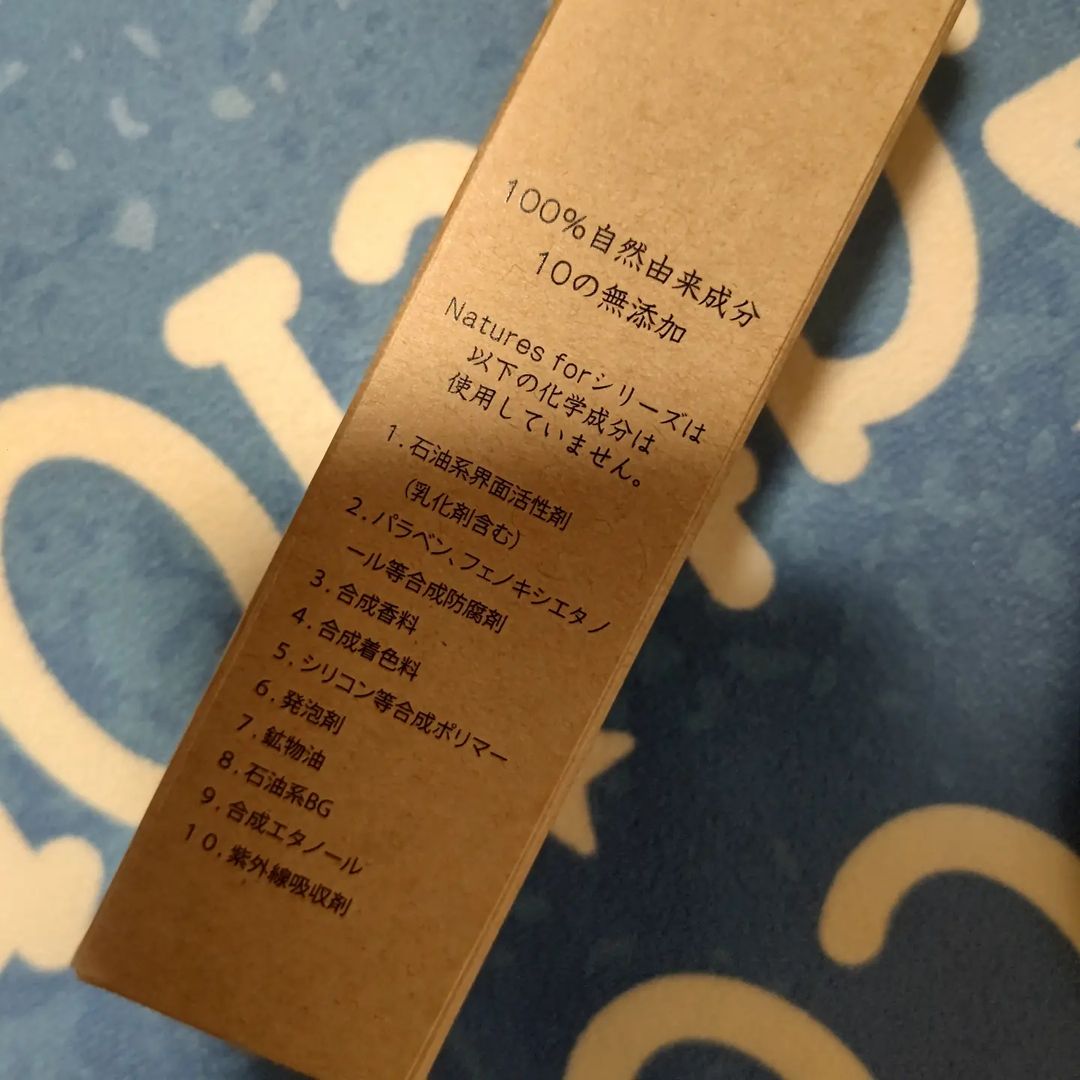 100%自然由来成分
10の無添加
Natures forシリーズは
以下の化学成分は
使用していません。
1.石油系界面活性剤
(乳化剤含む)
2.パラベン、フェノキシエタノ
ール等合成防腐剤
3.合成香料
4.合成着色料
5.シリコン等合成ポリマー
6.発泡剤
7.鉱物油
8.石油系BG
9.合成エタノール
10.紫外線吸収剤